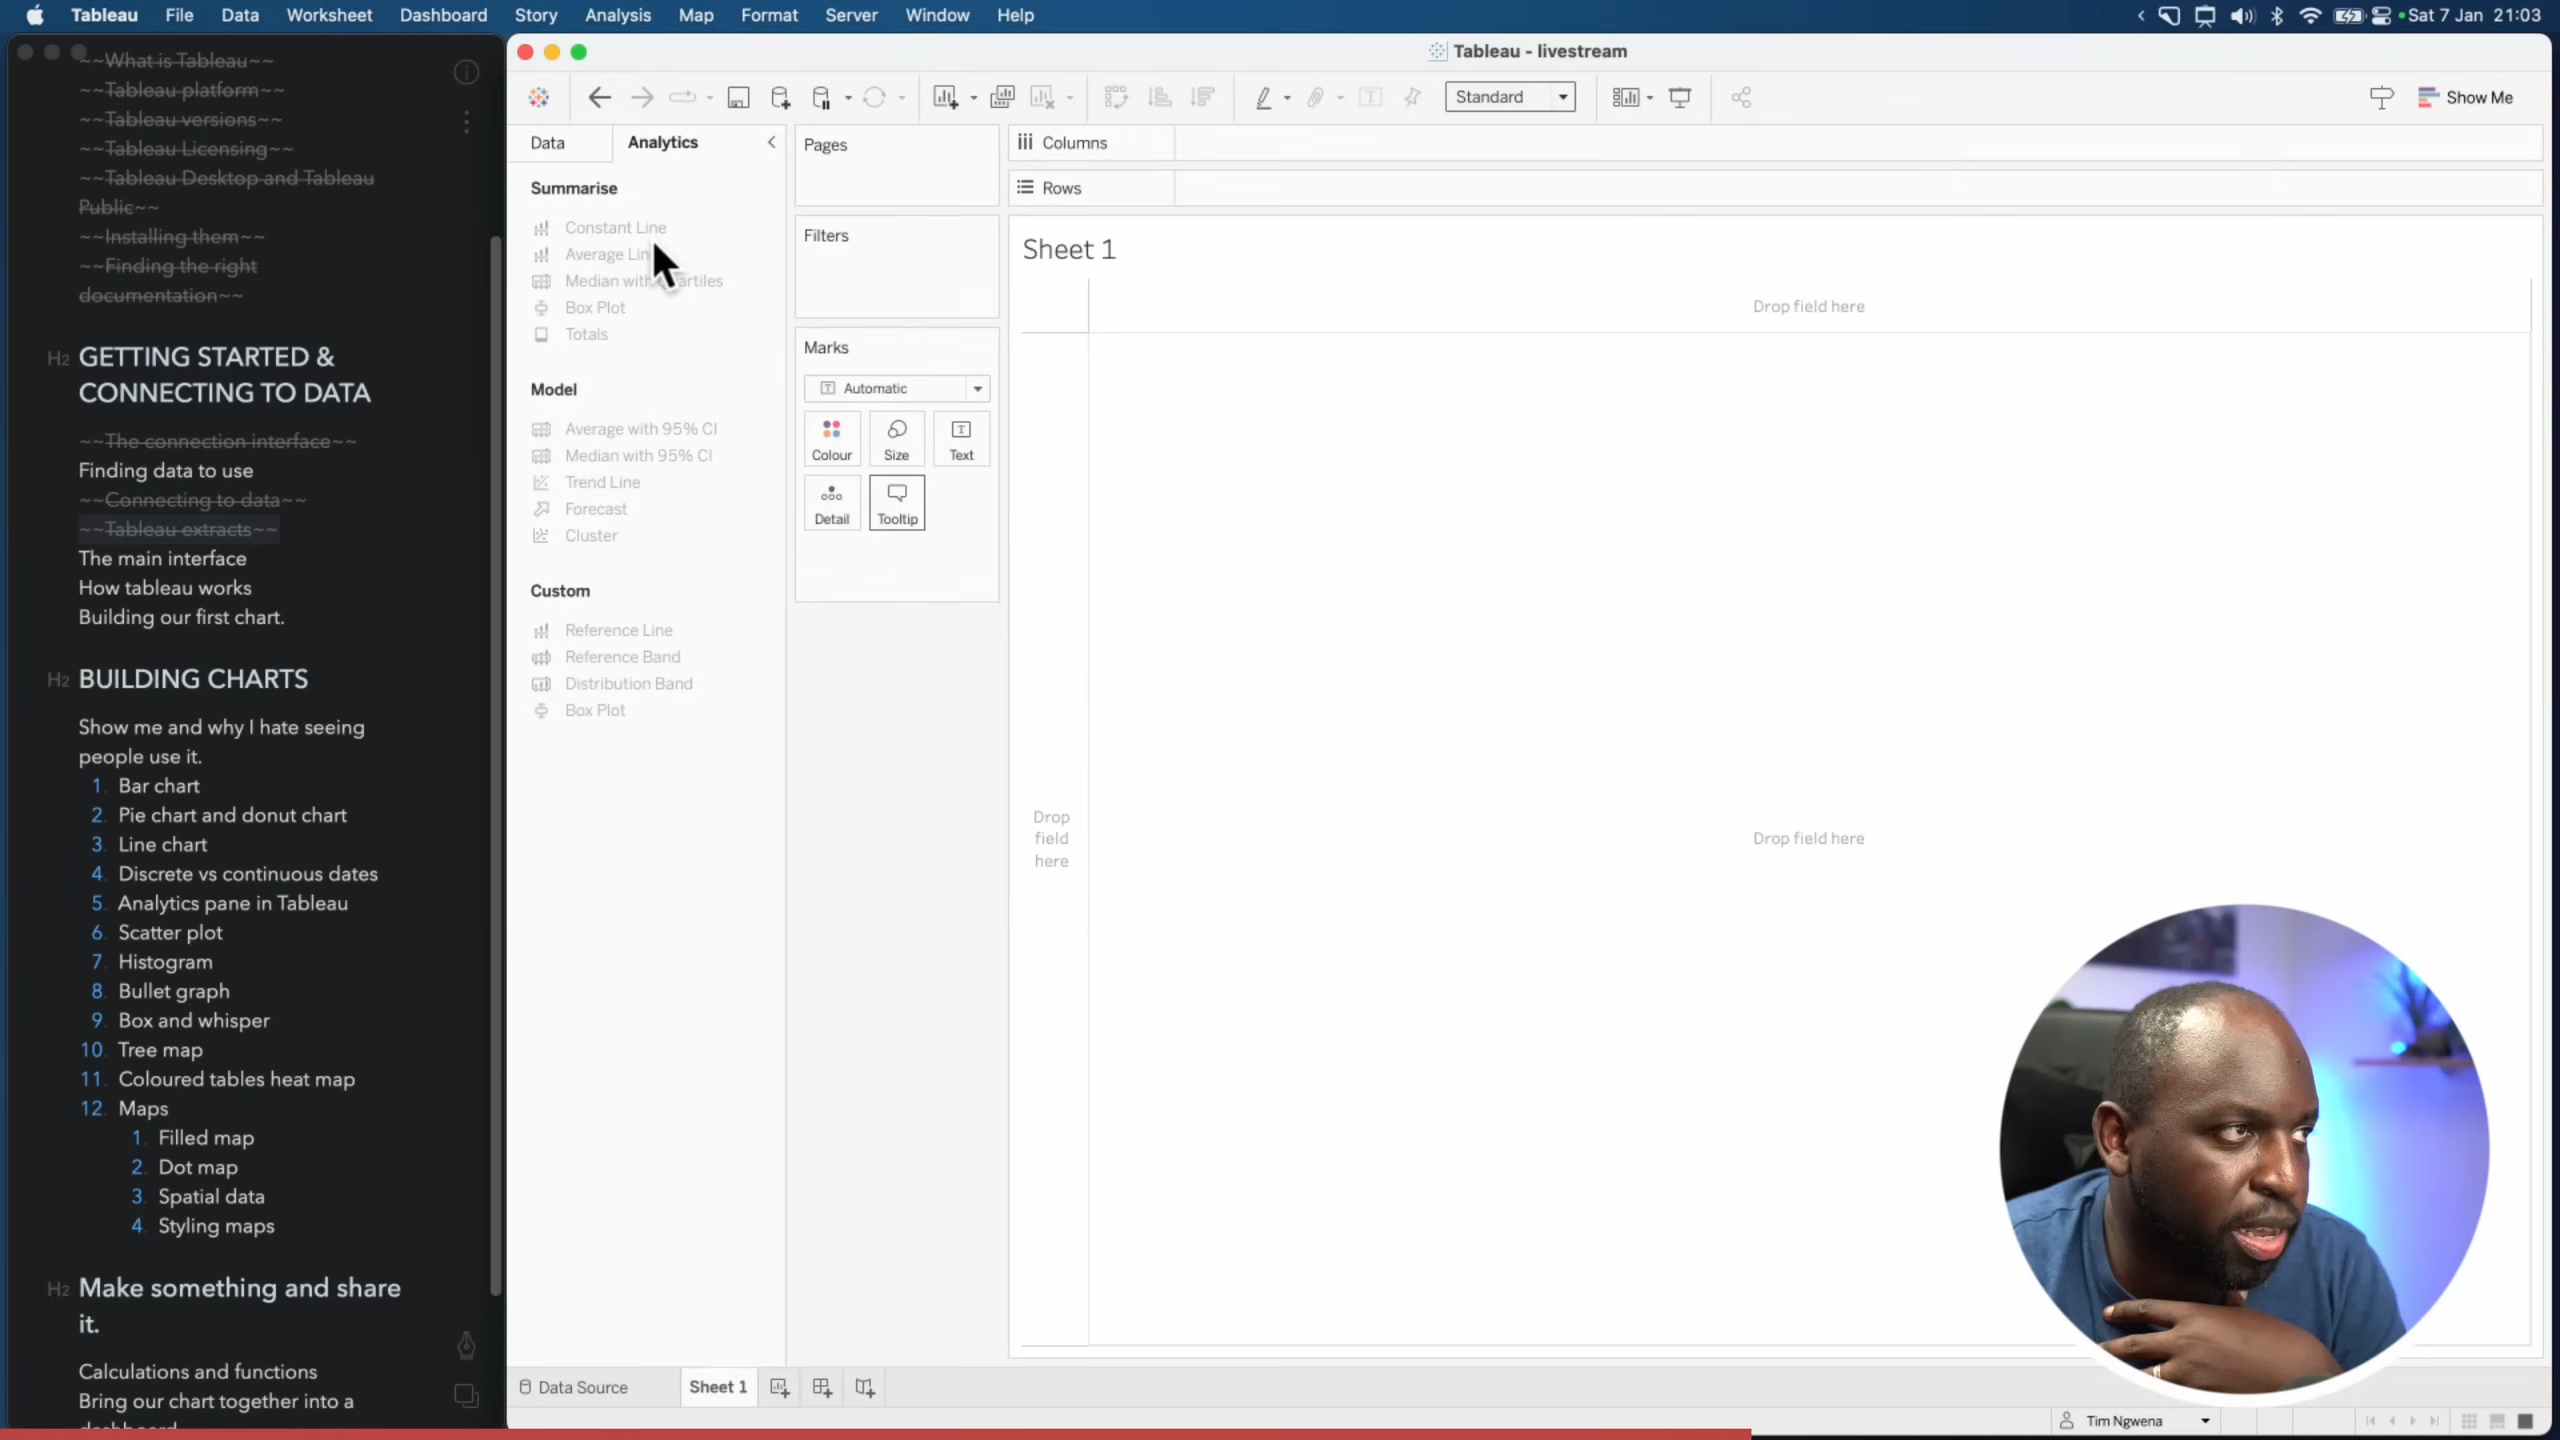 Tableau File Data Worksheet Dashboard Story Analysis Map Format Server Window Help
Sat 7 Jan 21:03
~~What is Tableau~~
~~Tableau platform~~
~~Tableau versions~~
~~Tableau Licensing~~
~~Tableau Desktop and Tableau
Public~~
~~Installing them~~
~~Finding the right
documentation~~
H2 GETTING STARTED &
CONNECTING TO DATA
~~The connection interface~~
Finding data to use
~~Connecting to data~~
~~Tableau extracts~~
The main interface
How tableau works
Building our first chart.
H2 BUILDING CHARTS
Show me and why I hate seeing
people use it.
1. Bar chart
2. Pie chart and donut chart
3. Line chart
4. Discrete vs continuous dates
5. Analytics pane in Tableau
6. Scatter plot
7. Histogram
8. Bullet graph
9. Box and whisper
10. Tree map
11. Coloured tables heat map
12. Maps
1. Filled map
2. Dot map
3. Spatial data
4. Styling maps
H2 Make something and share
it.
Calculations and functions
Bring our chart together into a
Tableau - livestream
Standard
Show Me
Data Analytics
Summarise
Constant Line
Average Lin
Median with artiles
Box Plot
Totals
Model
Average with 95% CI
Median with 95% CI
Trend Line
Forecast
Cluster
Custom
Reference Line
Reference Band
Distribution Band
Box Plot
Pages
Filters
Marks
Automatic
Colour Size Text
Detail Tooltip
Columns
Rows
Sheet 1
Drop field here
Drop
field
here
Drop field here
Data Source Sheet 1
Tim Ngwena